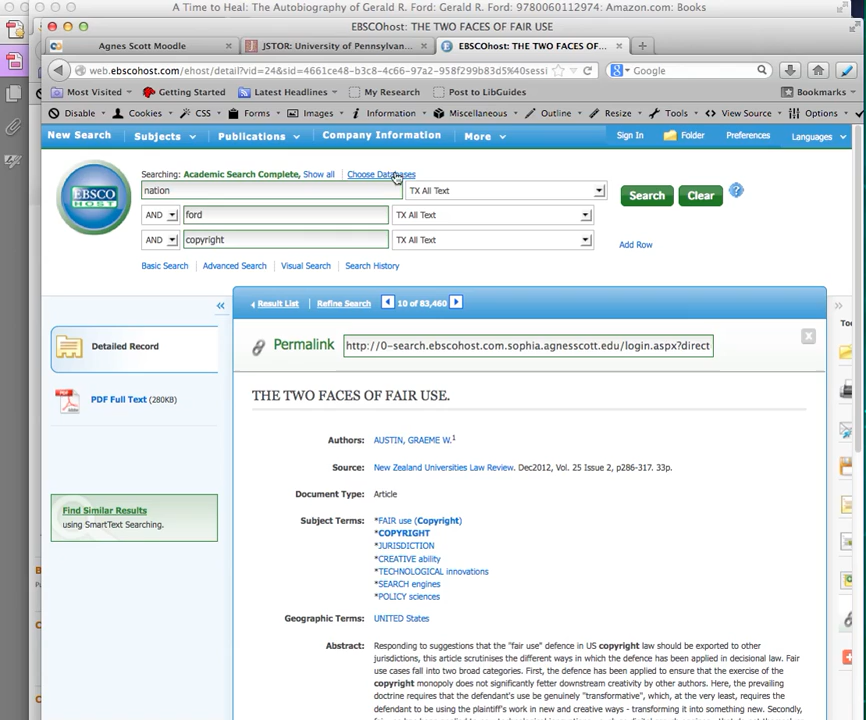 A Time to Heal: The Autobiography of Gerald R. Ford: Gerald R. Ford: 9780060112974: Amazon.com: Books
EBSCOhost: THE TWO FACES OF FAIR USE
Agnes Scott Moodle
JSTOR: University of Pennsylvan...
EBSCOhost: THE TWO FACES OF...
web.ebscohost.com/ehost/detail?vid=24&sid=4661ce48-b3c8-4c66-97a2-958f299b83d5%40sessi
Google
Most Visited
Getting Started
Latest Headlines
My Research
Post to LibGuides
Bookmarks
Disable
Cookies
CSS
Forms
Images
Information
Miscellaneous
Outline
Resize
Tools
View Source
Options
New Search
Subjects
Publications
Company Information
More
Sign In
Folder
Preferences
Languages
EBSCO
HOST
Searching: Academic Search Complete, Show all
Choose Databases
nation
TX All Text
Search
Clear
AND
ford
TX All Text
AND
copyright
TX All Text
Add Row
Basic Search
Advanced Search
Visual Search
Search History
Result List
Refine Search
10 of 83,460
Detailed Record
PDF Full Text (280KB)
Find Similar Results
using SmartText Searching.
Permalink
http://0-search.ebscohost.com.sophia.agnesscott.edu/login.aspx?direct
THE TWO FACES OF FAIR USE.
Authors: AUSTIN, GRAEME W.1
Source: New Zealand Universities Law Review. Dec2012, Vol. 25 Issue 2, p286-317. 33p.
Document Type: Article
Subject Terms: *FAIR use (Copyright)
*COPYRIGHT
*JURISDICTION
*CREATIVE ability
*TECHNOLOGICAL innovations
*SEARCH engines
*POLICY sciences
Geographic Terms: UNITED States
Abstract: Responding to suggestions that the "fair use" defence in US copyright law should be exported to other
jurisdictions, this article scrutinises the different ways in which the defence has been applied in decisional law. Fair
use cases fall into two broad categories. First, the defence has been applied to ensure that the exercise of the
copyright monopoly does not significantly fetter downstream creativity by other authors. Here, the prevailing
doctrine requires that the defendant's use be genuinely "transformative", which, at the very least, requires the
defendant to be using the plaintiff's work in new and creative ways - transforming it into something new. Secondly,